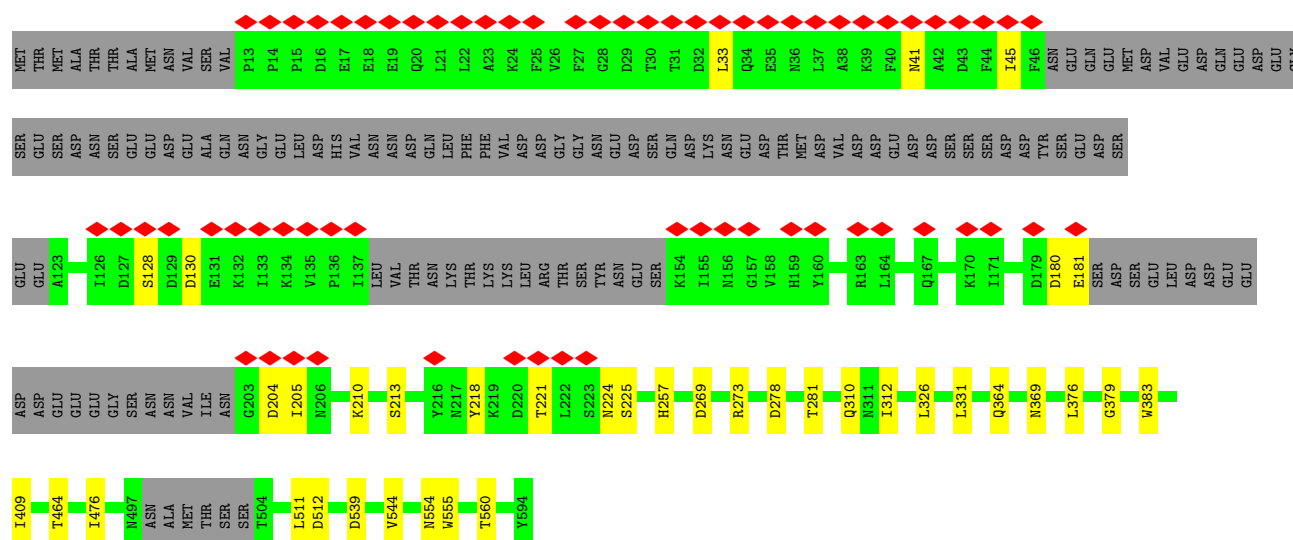 MET THR MET ALA THR THR ALA MET ASN VAL SER VAL P13 P14 P15 D16 E17 E18 E19 Q20 L21 L22 A23 K24 F25 V26 F27 G28 D29 T30 T31 D32 L33 Q34 E35 N36 L37 A38 K39 F40 N41 A42 D43 F44 I45 F46 ASN GLU GLN GLU MET ASP VAL GLU ASP GLN GLU ASP GLU
SER GLU SER ASP ASN SER GLU GLU ASP GLU ALA GLN ASN GLY GLU LEU ASP HIS VAL ASN ASN ASP GLN LEU PHE PHE VAL ASP ASP GLY GLY ASN GLU ASP SER GLN ASP LYS ASN GLU ASP THR MET ASP VAL ASP ASP GLU ASP ASP SER SER SER ASP ASP TYR SER GLU ASP SER
GLU GLU A123 I126 D127 S128 D129 D130 E131 K132 I133 K134 V135 P136 I137 LEU VAL THR ASN LYS THR LYS LYS LEU ARG THR SER TYR ASN GLU SER K154 I155 N156 G157 V158 H159 Y160 R163 L164 Q167 K170 I171 D179 D180 E181 SER ASP SER GLU LEU ASP ASP GLU GLU
ASP ASP GLU GLU GLU GLY SER ASN ASN VAL ILE ASN G203 D204 I205 N206 K210 S213 Y216 N217 Y218 K219 D220 T221 L222 S223 N224 S225 H257 D269 R273 D278 T281 Q310 N311 I312 L326 L331 Q364 N369 L376 G379 W383
I409 T464 I476 N497 ASN ALA MET THR SER SER T504 L511 D512 D539 V544 N554 W555 T560 Y594